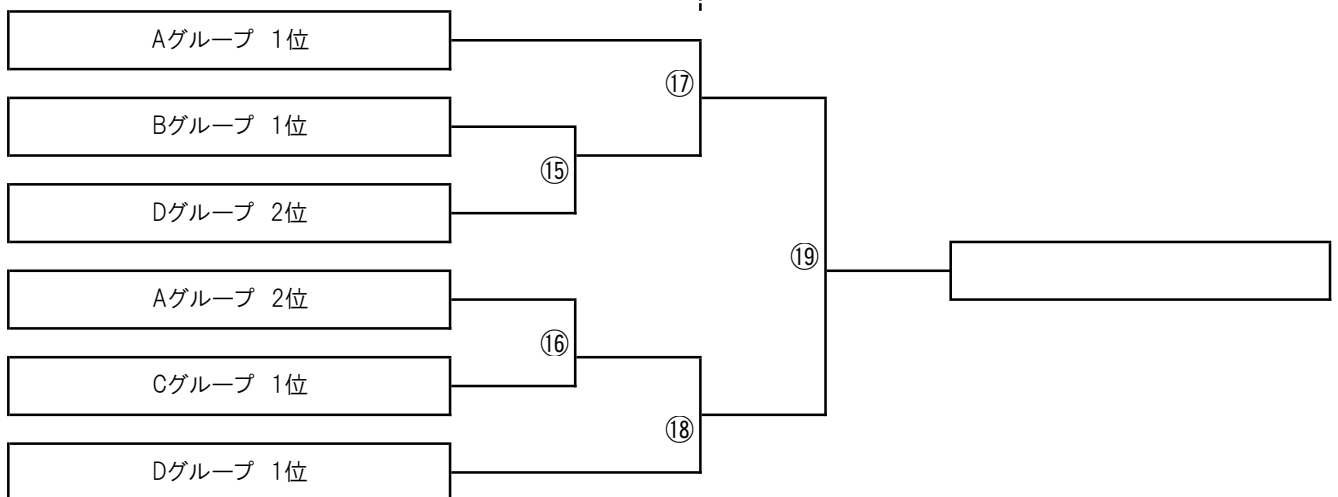 Aグループ 1位
⑰
Bグループ 1位
⑮
Dグループ 2位
⑲
Aグループ 2位
⑯
Cグループ 1位
⑱
Dグループ 1位